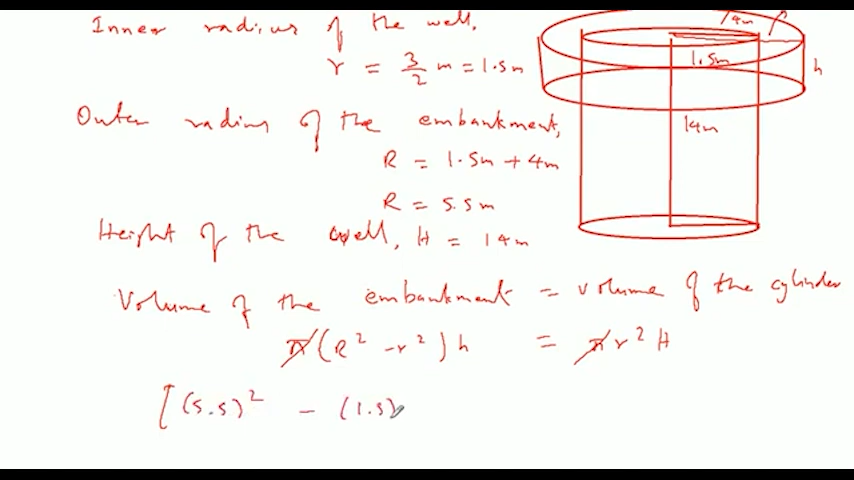 Inner radius of the well,
r = 3/2 m = 1.5m
4m
1.5m
h
14m
Outer radius of the embankment,
R = 1.5m + 4m
R = 5.5m
Height of the well, H = 14m
Volume of the embankment = volume of the cylinder
π(R² - r²)h = πr²H
[(5.5)² - (1.5)